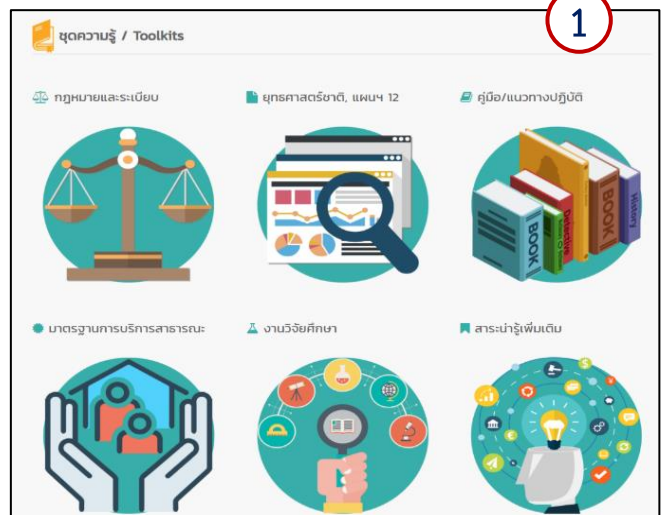 1
ชุดความรู้ / Toolkits
กฎหมายและระเบียบ
ยุทธศาสตร์ชาติ, แผนฯ 12
คู่มือ/แนวทางปฏิบัติ
BOOK
Detective
BOOK
History
มาตรฐานการบริการสาธารณะ
งานวิจัยศึกษา
สาระน่ารู้เพิ่มเติม